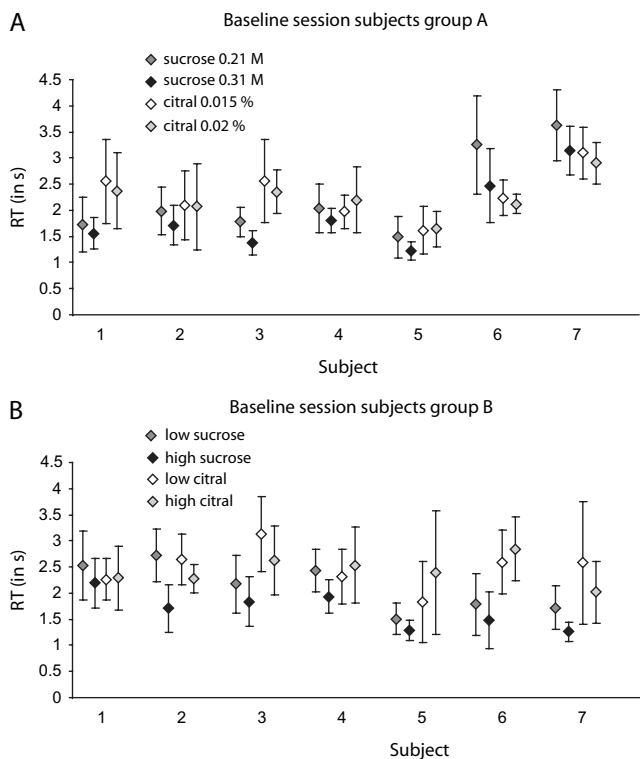 A
Baseline session subjects group A
sucrose 0.21 M
sucrose 0.31 M
citral 0.015 %
citral 0.02 %
RT (in s)
4.5
4
3.5
3
2.5
2
1.5
1
0.5
0
1 2 3 4 5 6 7
Subject
B
Baseline session subjects group B
low sucrose
high sucrose
low citral
high citral
RT (in s)
4.5
4
3.5
3
2.5
2
1.5
1
0.5
0
1 2 3 4 5 6 7
Subject